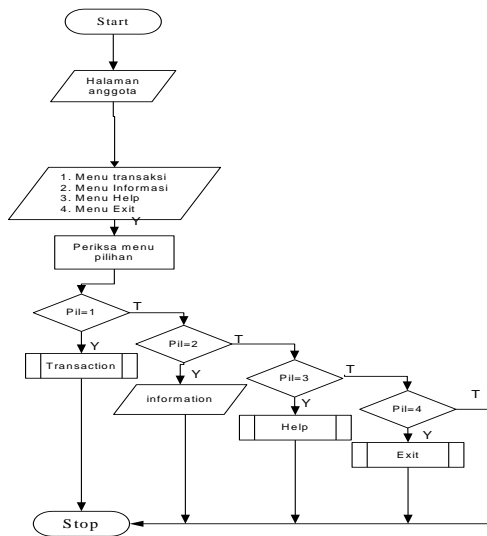 Start
Halaman
anggota
1. Menu transaksi
2. Menu Informasi
3. Menu Help
4. Menu Exit
Y
Periksa menu
pilihan
Pil=1
T
Y
Transaction
Pil=2
T
Y
information
Pil=3
T
Y
Help
Pil=4
T
Y
Exit
Stop